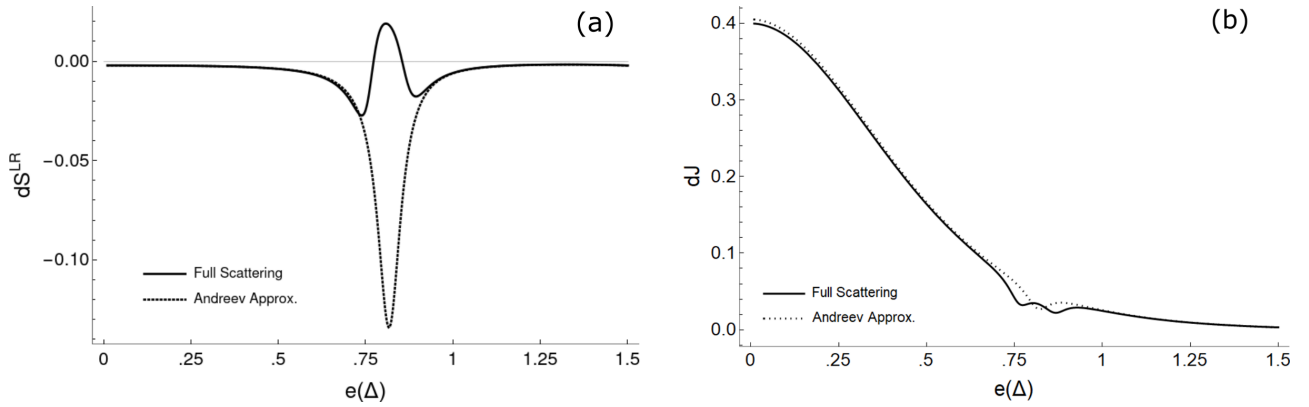 (a)
0.00
−0.05
−0.10
dS^LR
Full Scattering
Andreev Approx.
0 .25 .5 .75 1 1.25 1.5
e(Δ)
(b)
0.4
0.3
0.2
0.1
0.0
dJ
Full Scattering
Andreev Approx.
0 .25 .5 .75 1 1.25 1.5
e(Δ)